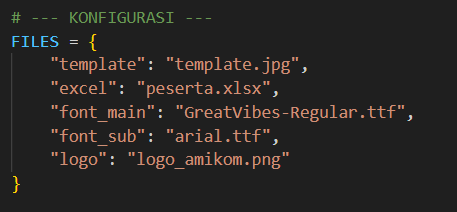 # --- KONFIGURASI ---
FILES = {
    "template": "template.jpg",
    "excel": "peserta.xlsx",
    "font_main": "GreatVibes-Regular.ttf",
    "font_sub": "arial.ttf",
    "logo": "logo_amikom.png"
}